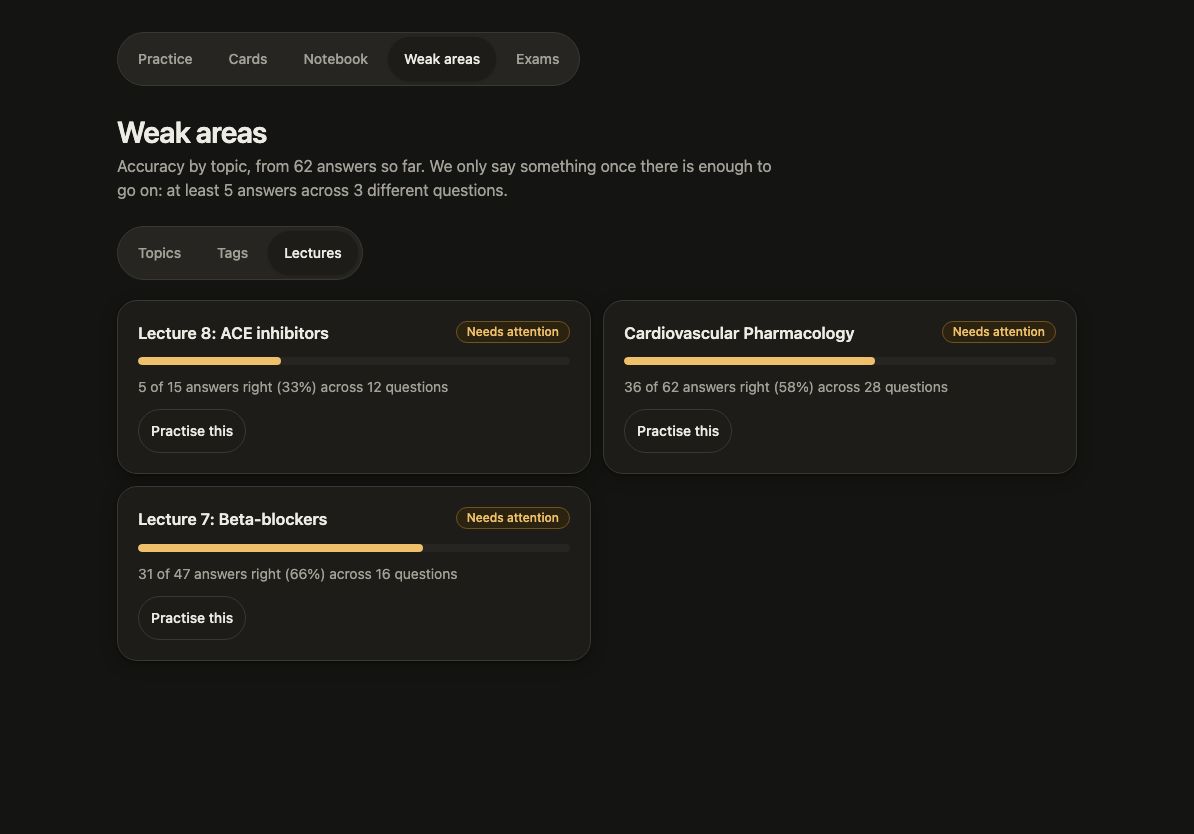 Practice
Cards
Notebook
Weak areas
Exams
Weak areas
Accuracy by topic, from 62 answers so far. We only say something once there is enough to
go on: at least 5 answers across 3 different questions.
Topics
Tags
Lectures
Lecture 8: ACE inhibitors
Needs attention
5 of 15 answers right (33%) across 12 questions
Practise this
Cardiovascular Pharmacology
Needs attention
36 of 62 answers right (58%) across 28 questions
Practise this
Lecture 7: Beta-blockers
Needs attention
31 of 47 answers right (66%) across 16 questions
Practise this